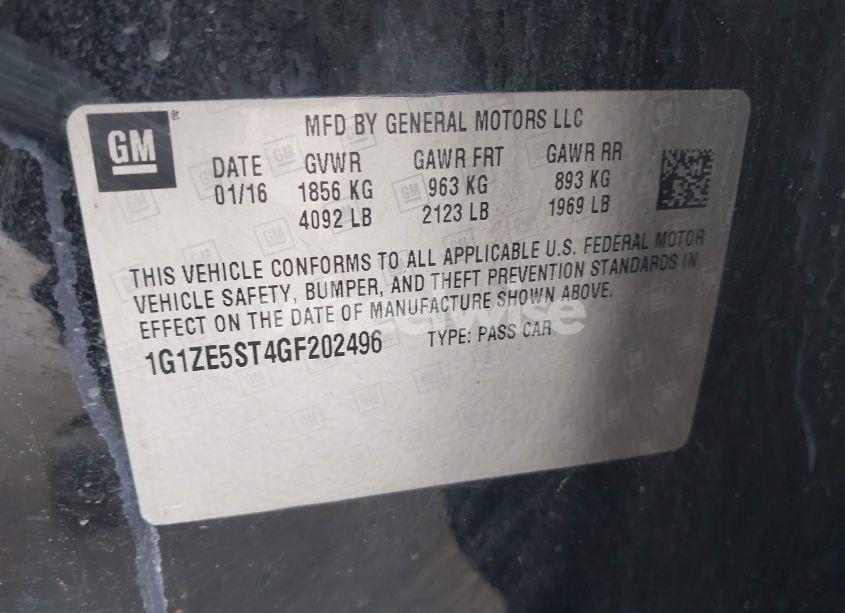 GM
MFD BY GENERAL MOTORS LLC
DATE GVWR GAWR FRT GAWR RR
01/16 1856 KG 963 KG 893 KG
4092 LB 2123 LB 1969 LB
THIS VEHICLE CONFORMS TO ALL APPLICABLE U.S. FEDERAL MOTOR
VEHICLE SAFETY, BUMPER, AND THEFT PREVENTION STANDARDS IN
EFFECT ON THE DATE OF MANUFACTURE SHOWN ABOVE.
1G1ZE5ST4GF202496 TYPE: PASS CAR